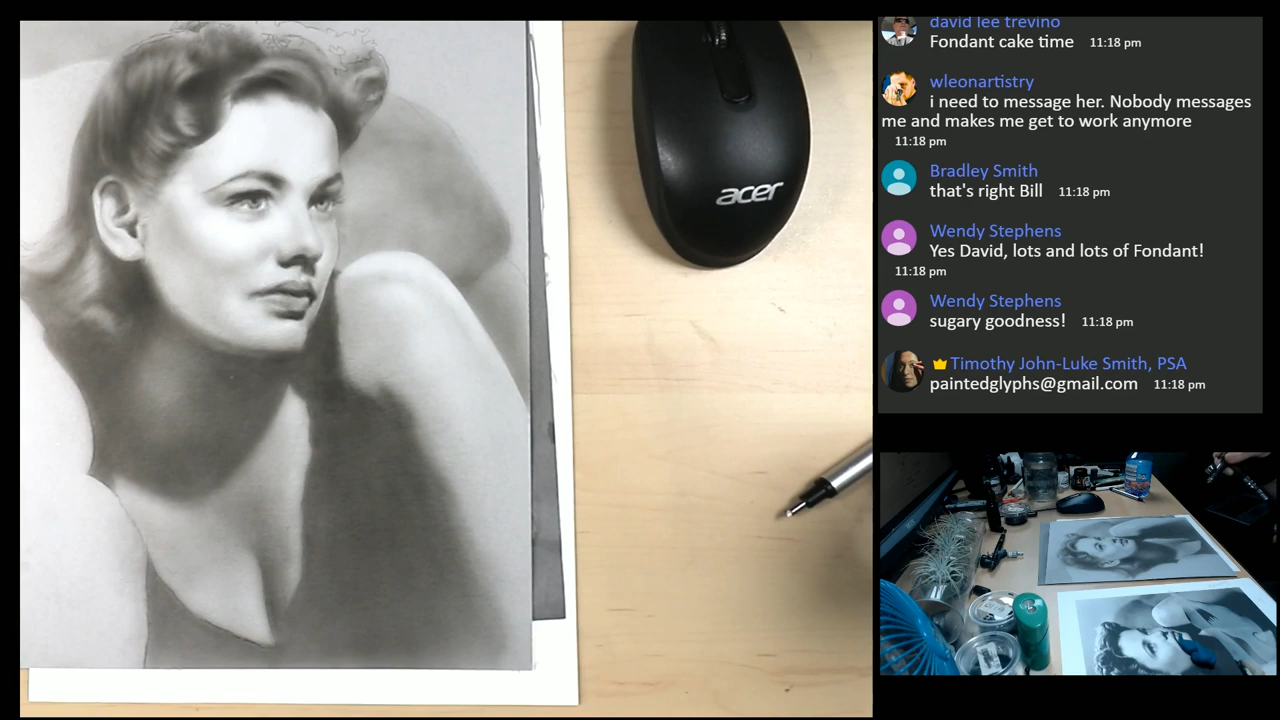 acer
david lee trevino
Fondant cake time 11:18 pm
wleonartistry
i need to message her. Nobody messages
me and makes me get to work anymore
11:18 pm
Bradley Smith
that's right Bill 11:18 pm
Wendy Stephens
Yes David, lots and lots of Fondant!
11:18 pm
Wendy Stephens
sugary goodness! 11:18 pm
Timothy John-Luke Smith, PSA
paintedglyphs@gmail.com 11:18 pm